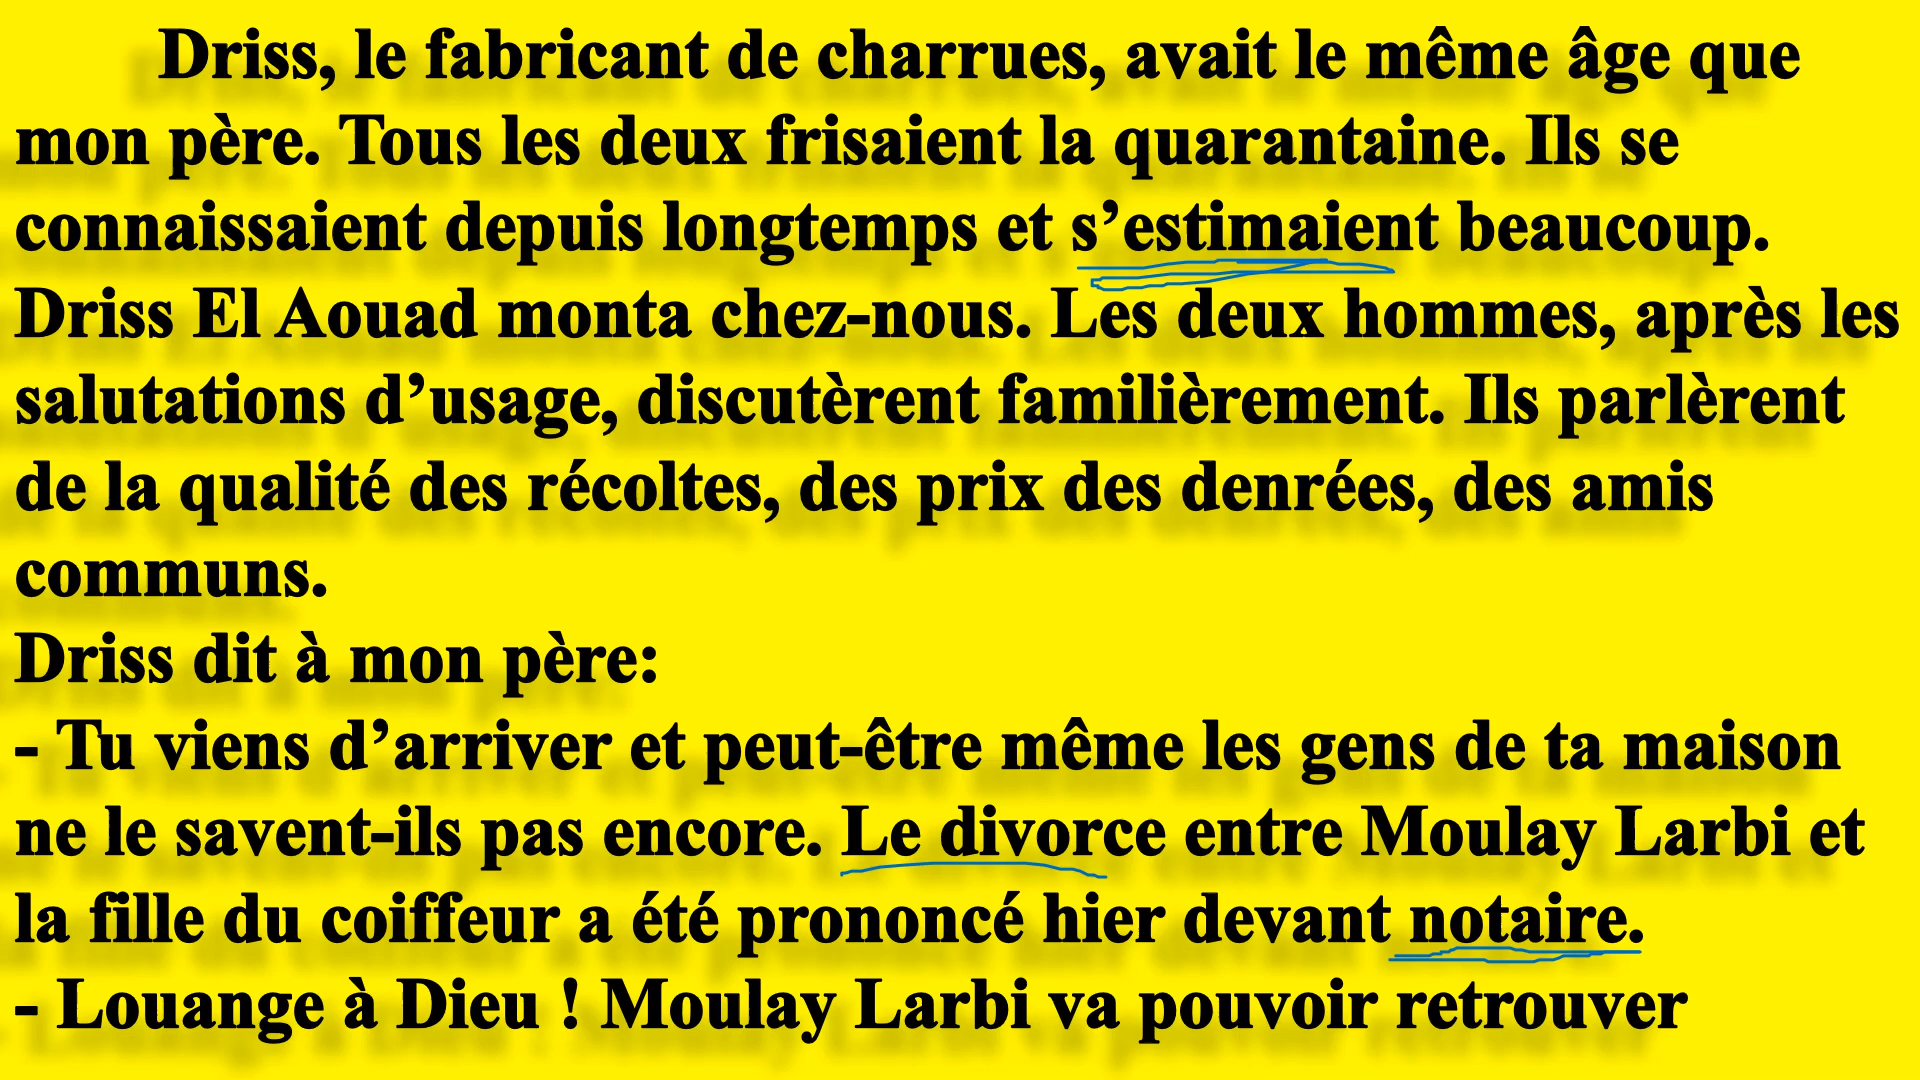 Driss, le fabricant de charrues, avait le même âge que
mon père. Tous les deux frisaient la quarantaine. Ils se
connaissaient depuis longtemps et s’estimaient beaucoup.
Driss El Aouad monta chez-nous. Les deux hommes, après les
salutations d’usage, discutèrent familièrement. Ils parlèrent
de la qualité des récoltes, des prix des denrées, des amis
communs.
Driss dit à mon père:
- Tu viens d’arriver et peut-être même les gens de ta maison
ne le savent-ils pas encore. Le divorce entre Moulay Larbi et
la fille du coiffeur a été prononcé hier devant notaire.
- Louange à Dieu ! Moulay Larbi va pouvoir retrouver